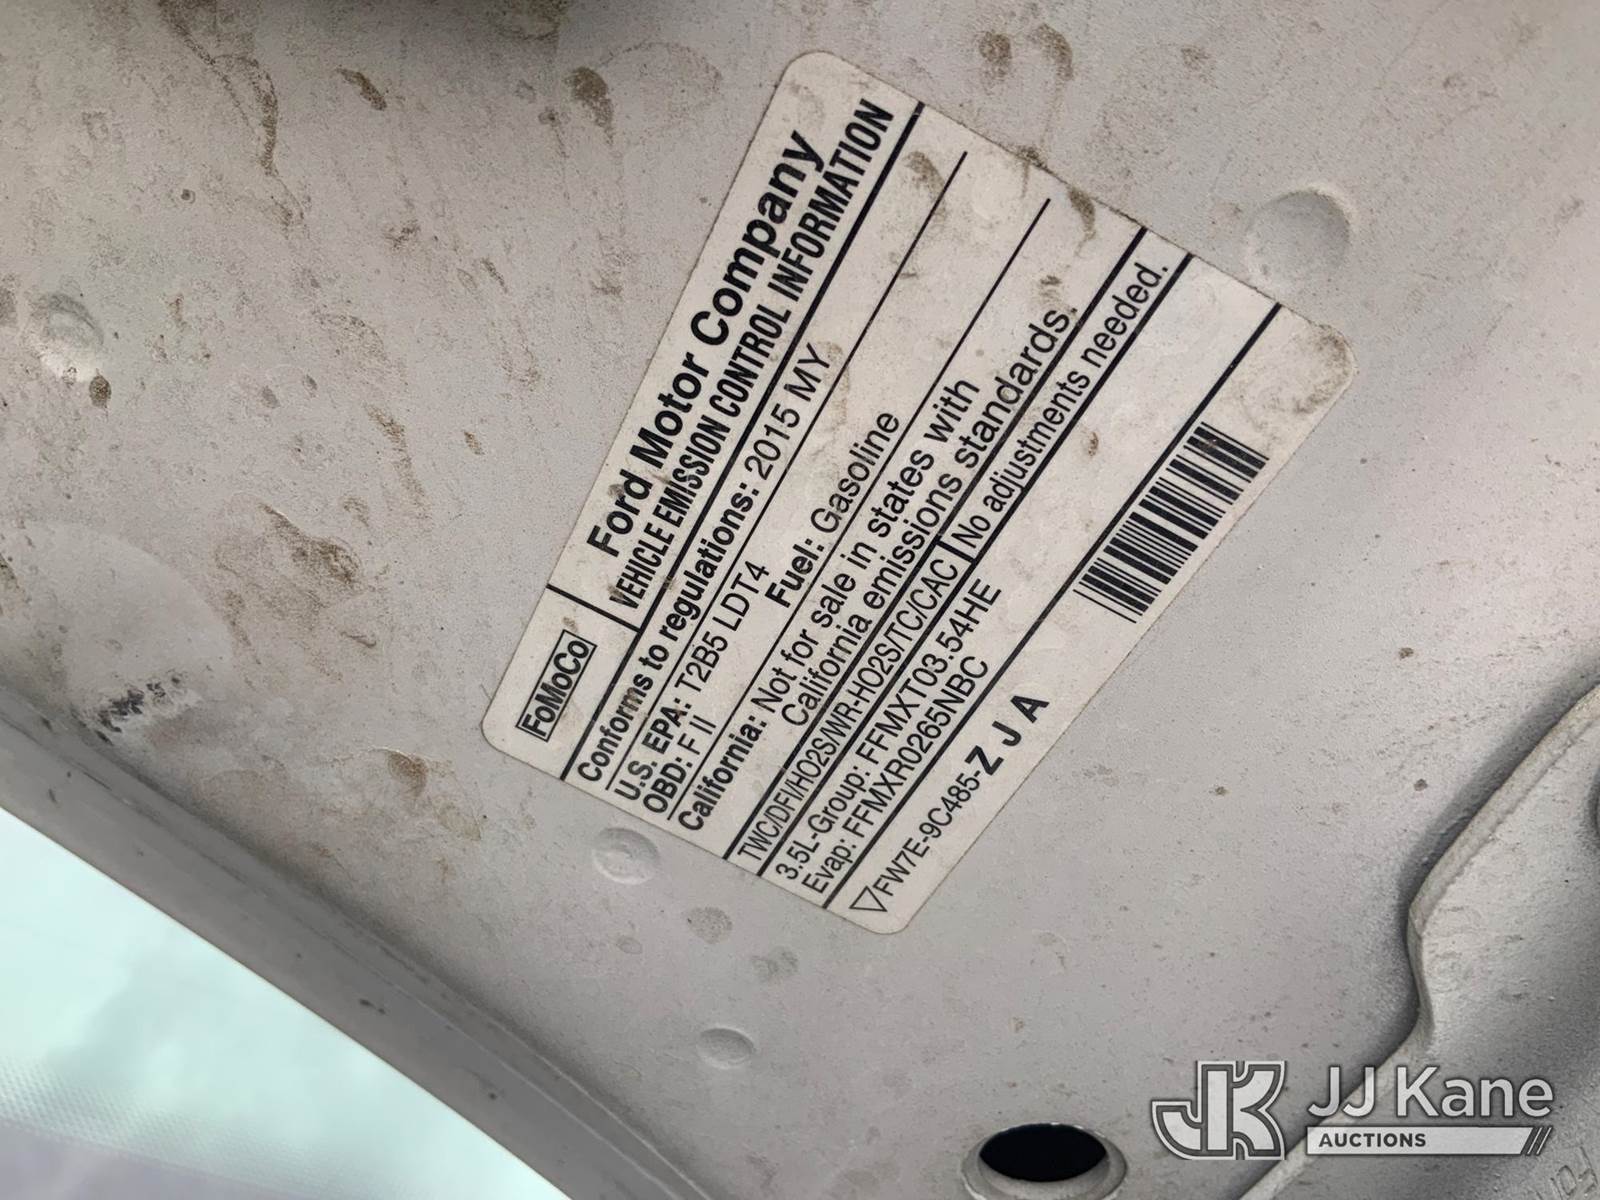 FoMoCo
Ford Motor Company
VEHICLE EMISSION CONTROL INFORMATION
Conforms to regulations: 2015 MY
U.S. EPA: T2B5 LDT4
OBD: F II Fuel: Gasoline
California: Not for sale in states with
California emissions standards.
TWC/DFI/HO2S/WR-HO2S/TC/CAC No adjustments needed.
3.5L-Group: FFMXT03.54HE
Evap: FFMXR0265NBC
FW7E-9C485-ZJA
JK JJ Kane
AUCTIONS